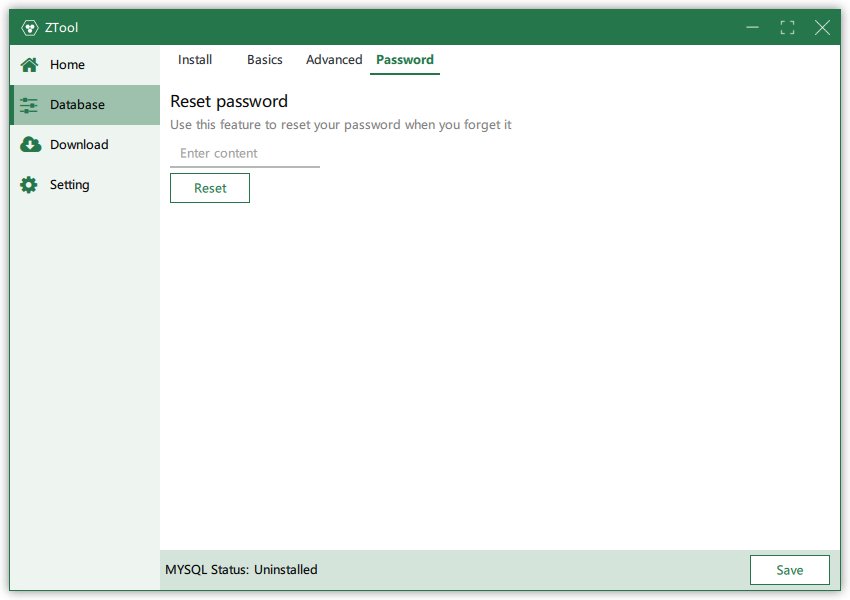 ZTool
Home
Database
Download
Setting
Install Basics Advanced Password
Reset password
Use this feature to reset your password when you forget it
Enter content
Reset
MYSQL Status: Uninstalled
Save